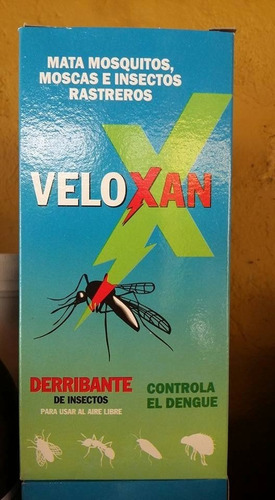 MATA MOSQUITOS,
MOSCAS E INSECTOS
RASTREROS
VELOXAN
DERRIBANTE
DE INSECTOS
PARA USAR AL AIRE LIBRE
CONTROLA
EL DENGUE